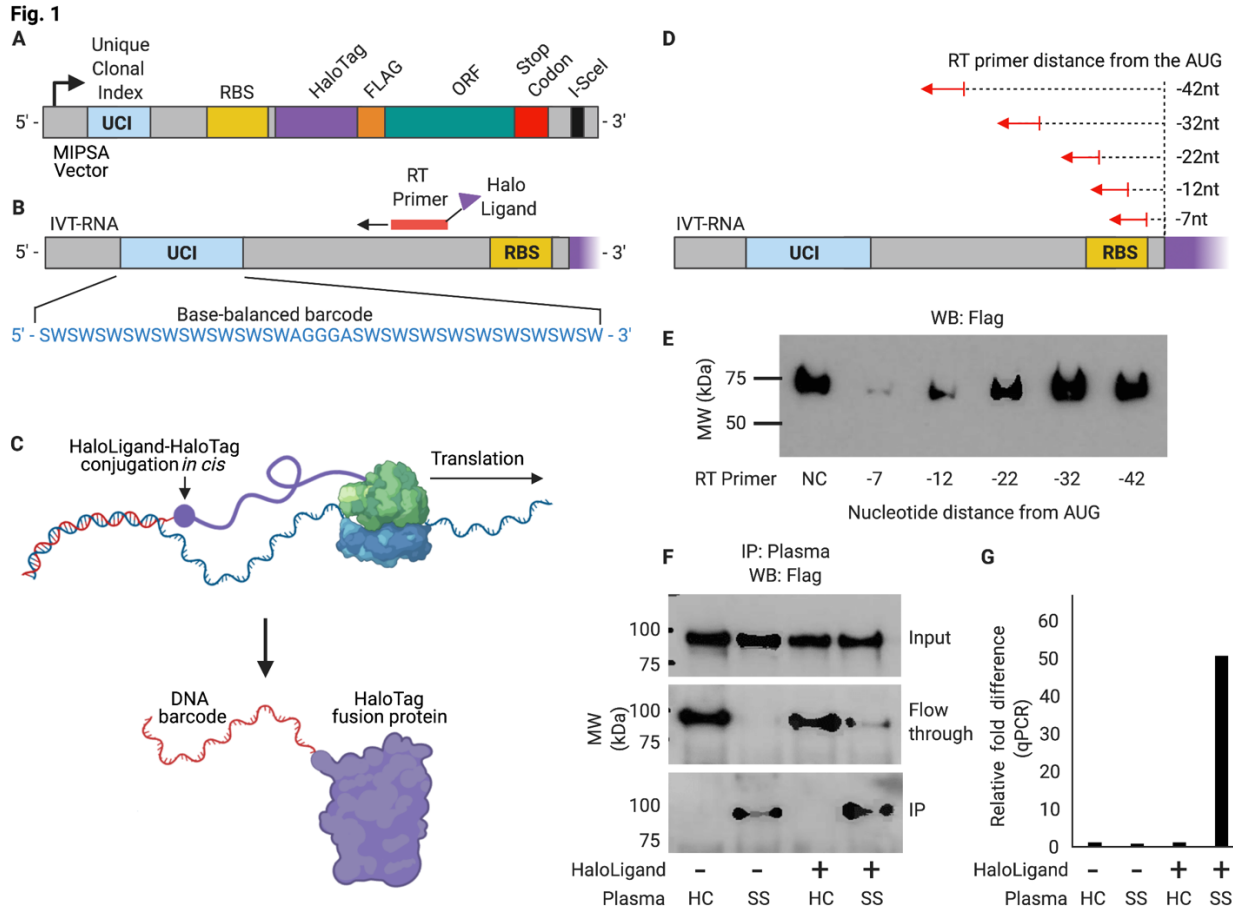 Fig. 1
A
Unique
Clonal
Index
RBS
HaloTag
FLAG
ORF
Stop
Codon
I-SceI
5' -
UCI
- 3'
MIPSA
Vector
B
IVT-RNA
RT
Primer
Halo
Ligand
5' -
UCI
RBS
- 3'
Base-balanced barcode
5' - SWSWSWSWSWSWSWSWSWAGGGASWSWSWSWSWSWSWSWSW - 3'
C
HaloLigand-HaloTag
conjugation in cis
Translation
DNA
barcode
HaloTag
fusion protein
D
RT primer distance from the AUG
-42nt
-32nt
-22nt
-12nt
-7nt
IVT-RNA
UCI
RBS
E
WB: Flag
MW (kDa)
75
50
RT Primer NC -7 -12 -22 -32 -42
Nucleotide distance from AUG
F
IP: Plasma
WB: Flag
MW
(kDa)
100
75
Input
100
75
Flow
through
100
75
IP
HaloLigand - - + +
Plasma HC SS HC SS
G
Relative fold difference
(qPCR)
60
50
40
30
20
10
0
HaloLigand - - + +
Plasma HC SS HC SS